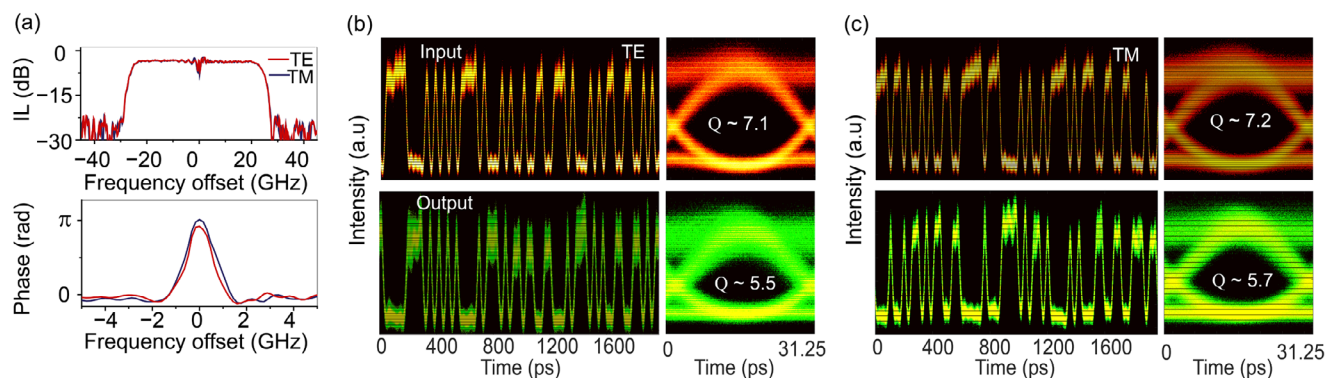 (a)
0
−15
−30
IL (dB)
TE
TM
−40 −20 0 20 40
Frequency offset (GHz)
π
0
Phase (rad)
−4 −2 0 2 4
Frequency offset (GHz)
(b)
Intensity (a.u)
Input TE
Q ~ 7.1
Output
Q ~ 5.5
0 400 800 1200 1600
Time (ps)
0 31.25
Time (ps)
(c)
Intensity (a.u)
TM
Q ~ 7.2
Q ~ 5.7
0 400 800 1200 1600
Time (ps)
0 31.25
Time (ps)